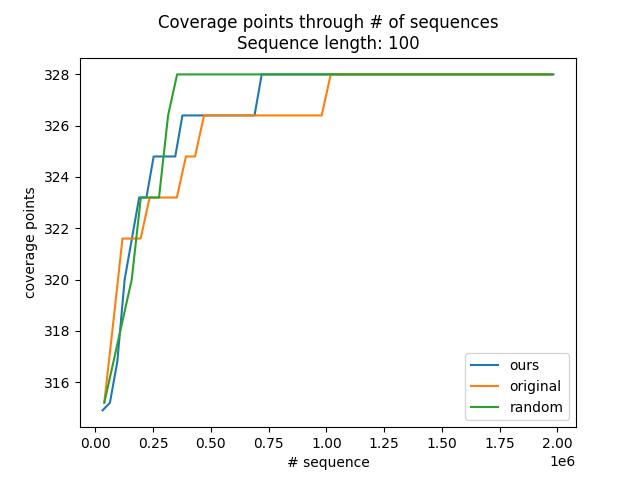 Coverage points through # of sequences
Sequence length: 100
coverage points
328
326
324
322
320
318
316
ours
original
random
0.00 0.25 0.50 0.75 1.00 1.25 1.50 1.75 2.00
1e6
# sequence